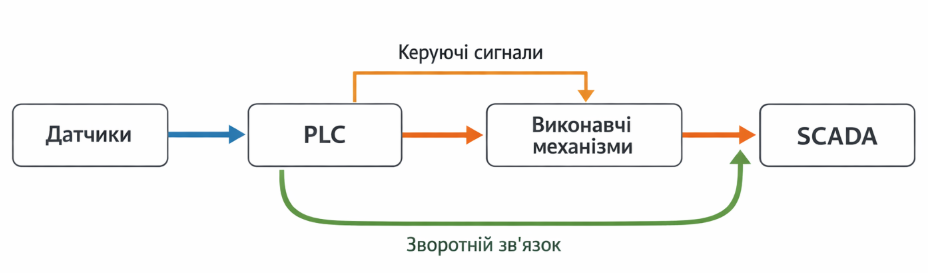 Керуючі сигнали
Датчики
PLC
Виконавчі
механізми
SCADA
Зворотній зв'язок